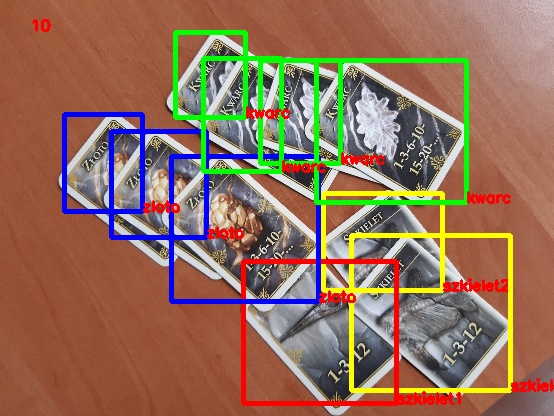 10
KWARC
KWARC
KWARC
KWARC
kwarc
kwarc
kwarc
kwarc
1-3-6-10-
15-20-...
ZŁOTO
ZŁOTO
ZŁOTO
zloto
zloto
zloto
1-3-6-10-
15-20-...
SZKIELET
SZKIELET
szkielet2
szkiel
szkielet1
1-3-12
1-3-12